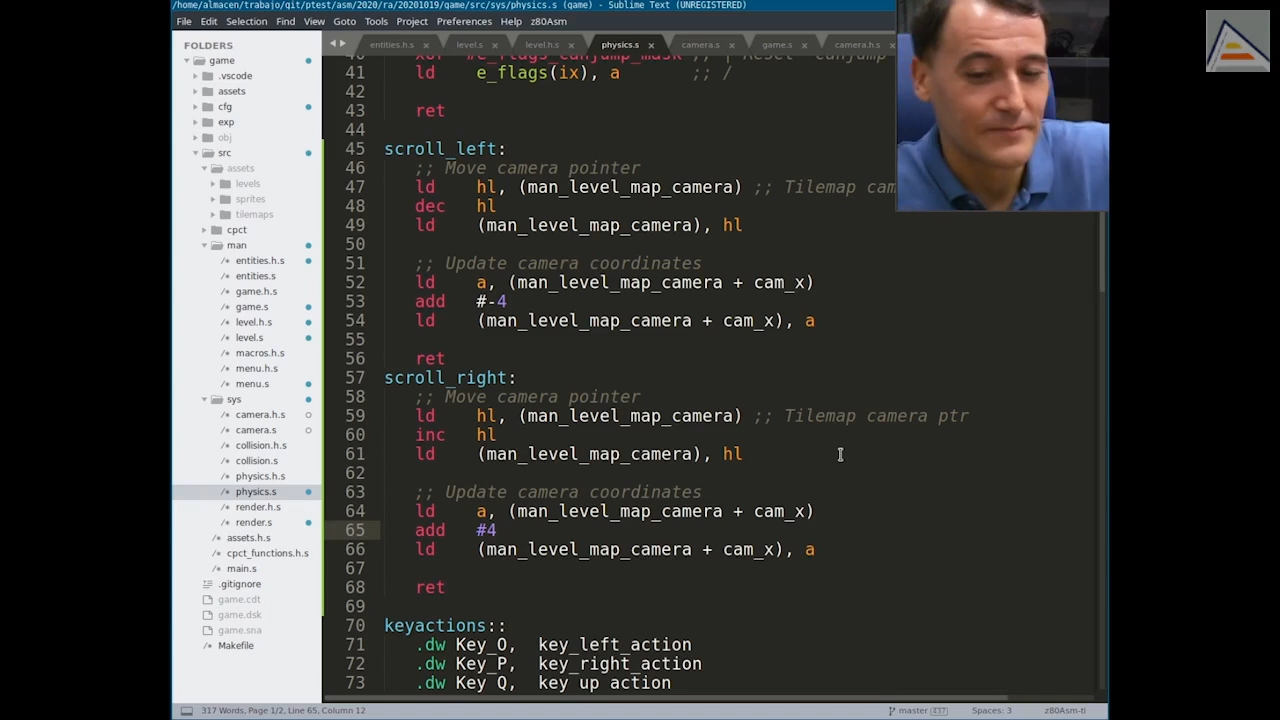 /home/almacen/trabajo/git/ptest/asm/2020/ra/20201019/game/src/sys/physics.s (game) - Sublime Text (UNREGISTERED)
File Edit Selection Find View Goto Tools Project Preferences Help z80Asm
FOLDERS
game
.vscode
assets
cfg
exp
obj
src
assets
levels
sprites
tilemaps
cpct
man
entities.h.s
entities.s
game.h.s
game.s
level.h.s
level.s
macros.h.s
menu.h.s
menu.s
sys
camera.h.s
camera.s
collision.h.s
collision.s
physics.h.s
physics.s
render.h.s
render.s
assets.h.s
cpct_functions.h.s
main.s
.gitignore
game.cdt
game.dsk
game.sna
Makefile
entities.h.s × level.s × level.h.s × physics.s × camera.s × game.s × camera.h.s ×
40 xor #e_flags_canjump_mask ;; | Reset
41 ld e_flags(ix), a ;; /
42
43 ret
44
45 scroll_left:
46 ;; Move camera pointer
47 ld hl, (man_level_map_camera) ;; Tilemap cam
48 dec hl
49 ld (man_level_map_camera), hl
50
51 ;; Update camera coordinates
52 ld a, (man_level_map_camera + cam_x)
53 add #-4
54 ld (man_level_map_camera + cam_x), a
55
56 ret
57 scroll_right:
58 ;; Move camera pointer
59 ld hl, (man_level_map_camera) ;; Tilemap camera ptr
60 inc hl
61 ld (man_level_map_camera), hl
62
63 ;; Update camera coordinates
64 ld a, (man_level_map_camera + cam_x)
65 add #4
66 ld (man_level_map_camera + cam_x), a
67
68 ret
69
70 keyactions::
71 .dw Key_O, key_left_action
72 .dw Key_P, key_right_action
73 .dw Key_Q, key_up_action
317 Words, Page 1/2, Line 65, Column 12
master 437
Spaces: 3
z80Asm-ti